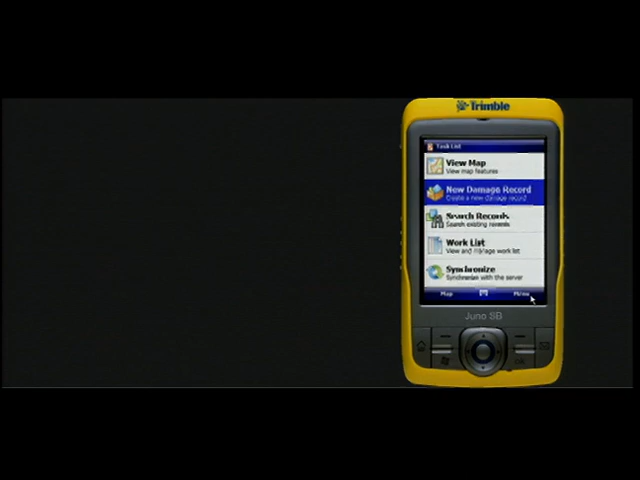 Trimble
Task List
View Map
View map features
New Damage Record
Create a new damage record
Search Records
Search existing records
Work List
View and manage work list
Synchronize
Synchronize with the server
Map
Menu
Juno SB